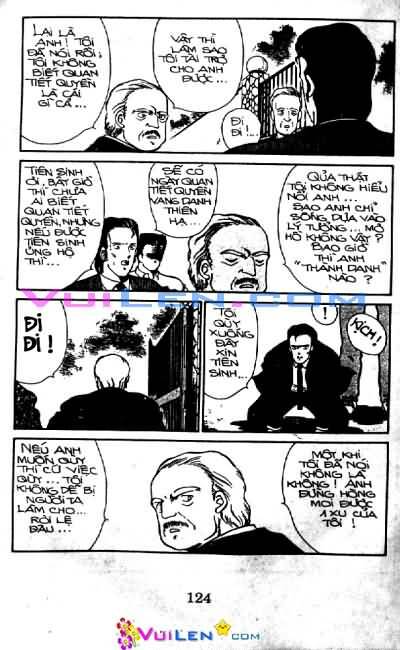 LẠI LÀ
ANH! TÔI
ĐÃ NÓI RỒI,
TÔI KHÔNG
BIẾT QUAN
TIẾT QUYỀN
LÀ CÁI
GÌ CẢ...
VẬY THÌ
LÀM SAO
TÔI TÀI TRỢ
CHO ANH
ĐƯỢC...
ĐI
ĐI!...
TIÊN SINH
ƠI, BÂY GIỜ
THÌ CHƯA
AI BIẾT
QUAN TIẾT
QUYỀN, NHƯNG
NẾU ĐƯỢC
TIÊN SINH
ỦNG HỘ
THÌ...
SẼ CÓ
NGÀY QUAN
TIẾT QUYỀN
VANG DANH
THIÊN
HẠ...
QUẢ THẬT
TÔI KHÔNG HIỂU
NỔI ANH...
SAO ANH CHỈ
SỐNG DỰA VÀO
LÝ TƯỞNG... MƠ
HỒ KHÔNG VẬY?
BAO GIỜ
THÌ ANH
"THÀNH DANH"
NÀO?
VUILEN.COM
ĐI
ĐI!
TÔI
QUỲ
XUỐNG
ĐÂY
XIN
TIÊN
SINH...
!
KỊCH!
NẾU ANH
MUỐN QUỲ
THÌ CỨ VIỆC
QUỲ... TÔI
KHÔNG DỄ BỊ
NGƯỜI TA
LÀM CHO...
RƠI LỆ
ĐÂU...
MỘT KHI
TÔI ĐÃ NÓI
KHÔNG LÀ
KHÔNG! ANH
ĐỪNG HÒNG
MOI ĐƯỢC
1 XU CỦA
TÔI!
124
VUILEN.COM